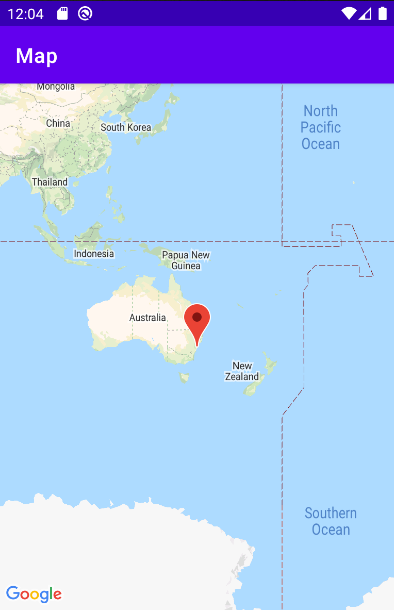 12:04
Map
Mongolia
North
Pacific
Ocean
China
South Korea
Thailand
Indonesia
Papua New
Guinea
Australia
New
Zealand
Southern
Ocean
Google